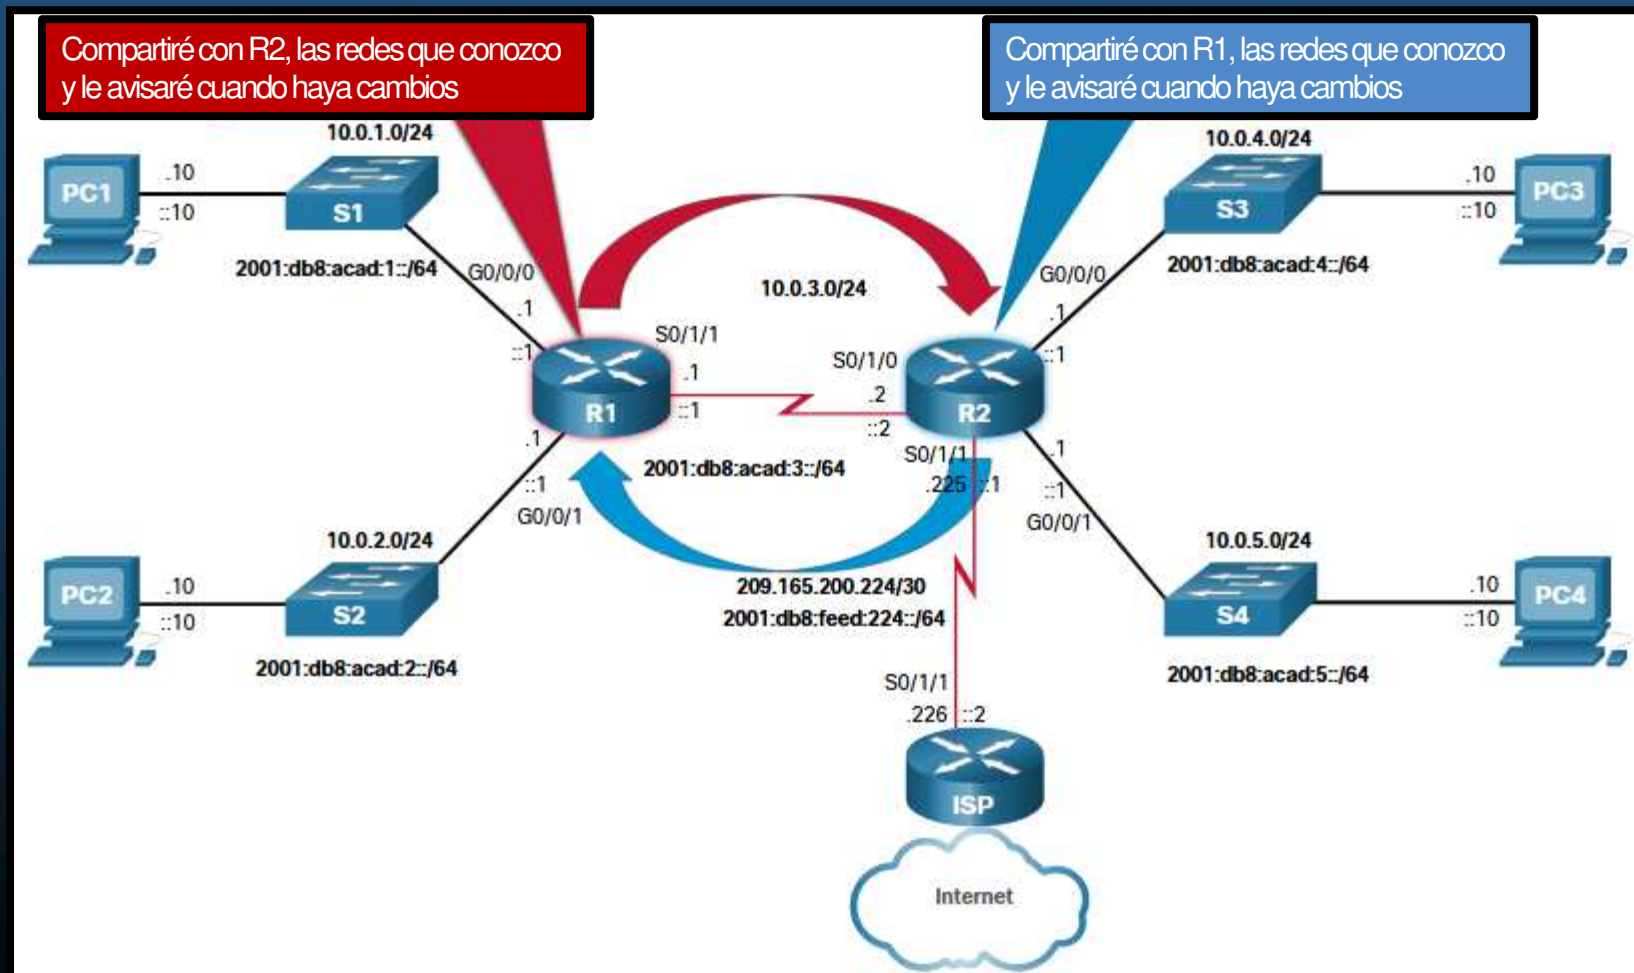 Compartiré con R2, las redes que conozco
y le avisaré cuando haya cambios
Compartiré con R1, las redes que conozco
y le avisaré cuando haya cambios
10.0.1.0/24
10.0.4.0/24
PC1
.10
::10
S1
S3
.10
::10
PC3
2001:db8:acad:1::/64
G0/0/0
.1
::1
10.0.3.0/24
G0/0/0
.1
::1
2001:db8:acad:4::/64
S0/1/1
.1
::1
S0/1/0
.2
::2
R1
R2
.1
::1
G0/0/1
2001:db8:acad:3::/64
S0/1/1
.225
::1
.1
::1
G0/0/1
10.0.2.0/24
10.0.5.0/24
PC2
.10
::10
S2
209.165.200.224/30
2001:db8:feed:224::/64
S4
.10
::10
PC4
2001:db8:acad:2::/64
2001:db8:acad:5::/64
S0/1/1
.226
::2
ISP
Internet